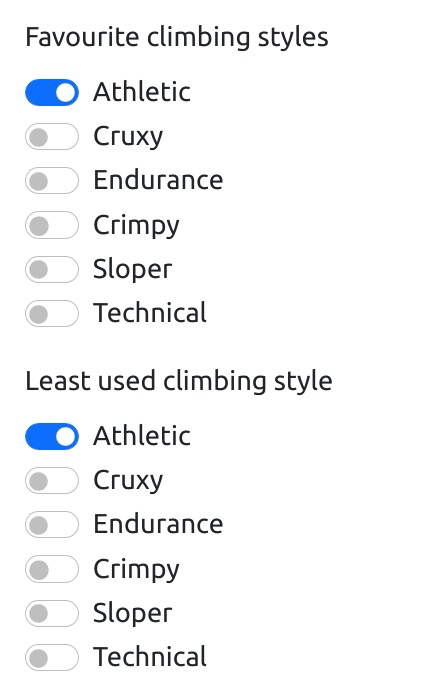 Favourite climbing styles
Athletic
Cruxy
Endurance
Crimpy
Sloper
Technical
Least used climbing style
Athletic
Cruxy
Endurance
Crimpy
Sloper
Technical